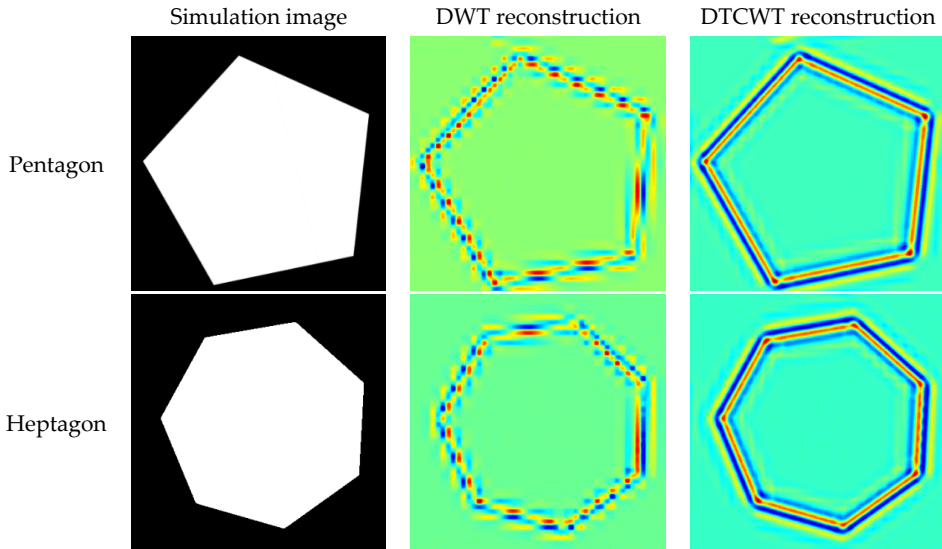 Simulation image DWT reconstruction DTCWT reconstruction
Pentagon
Heptagon